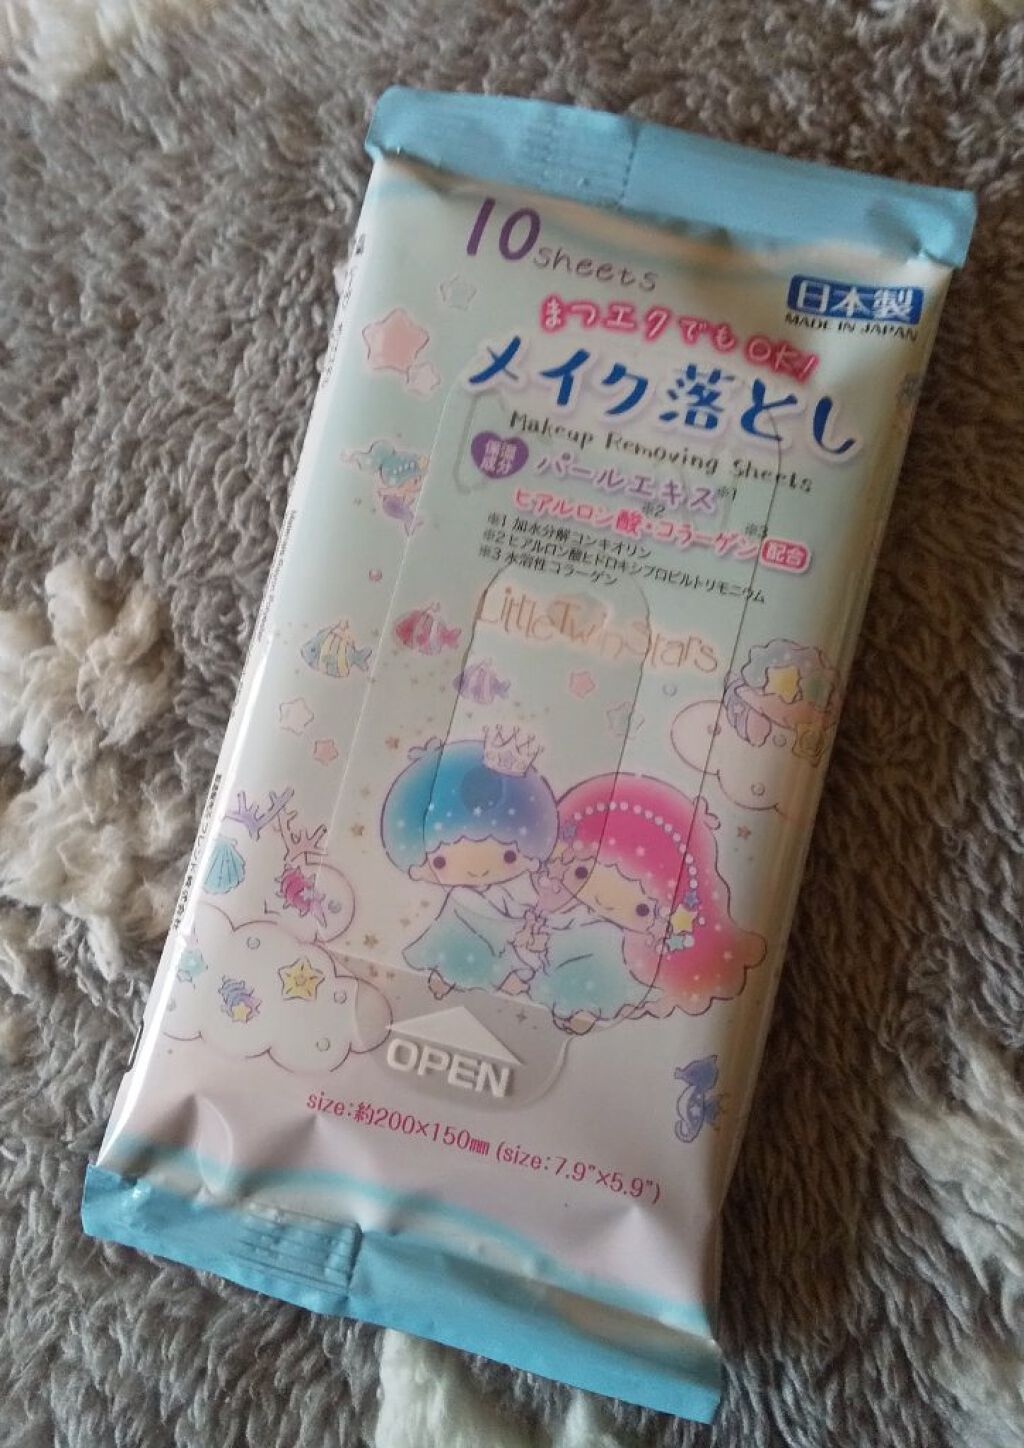 10 sheets
日本製
MADE IN JAPAN
まつエクでもOK!
メイク落とし
Makeup Removing Sheets
保湿成分
パールエキス※1
ヒアルロン酸※2・コラーゲン※3配合
※1 加水分解コンキオリン
※2 ヒアルロン酸ヒドロキシプロピルトリモニウム
※3 水溶性コラーゲン
LittleTwinStars
OPEN
size:約200×150㎜ (size:7.9"×5.9")